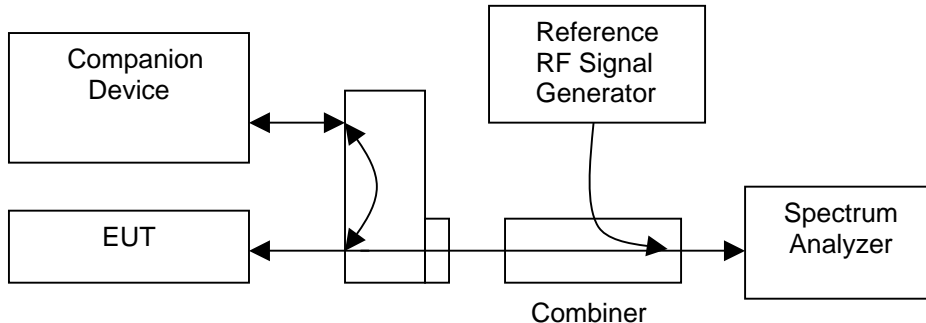 Companion
Device
Reference
RF Signal
Generator
EUT
Spectrum
Analyzer
Combiner